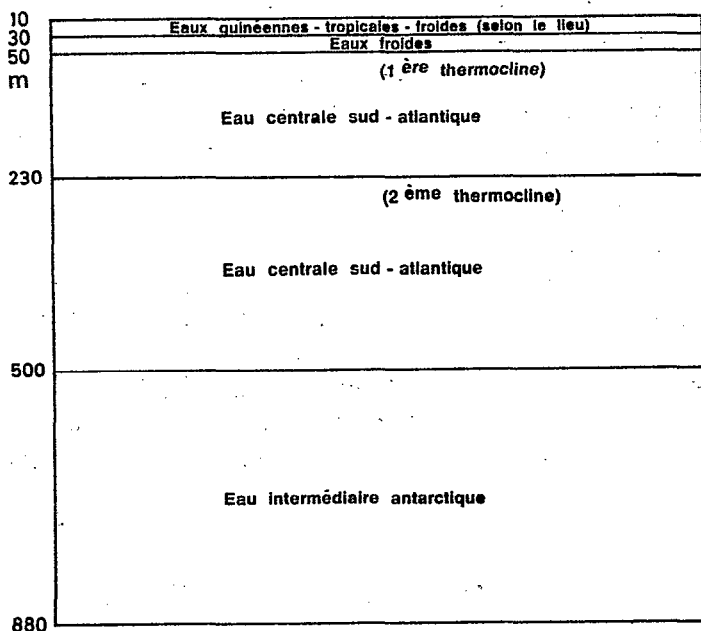 10
Eaux guinéennes - tropicales - froides (selon le lieu)
30
Eaux froides
50
m
(1 ère thermocline)
Eau centrale sud - atlantique
230
(2 ème thermocline)
Eau centrale sud - atlantique
500
Eau intermédiaire antarctique
880